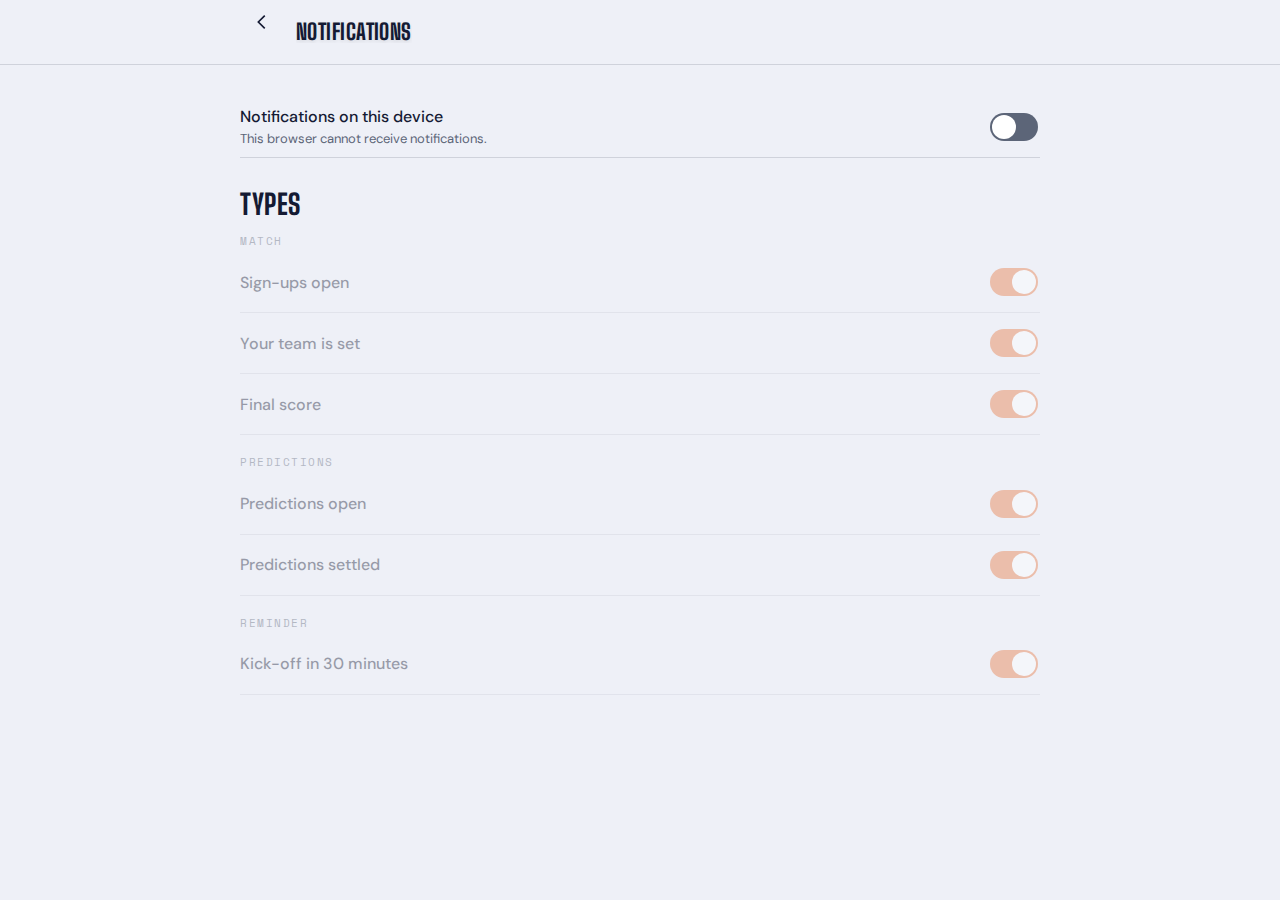 NOTIFICATIONS
Notifications on this device
This browser cannot receive notifications.
TYPES
MATCH
Sign-ups open
Your team is set
Final score
PREDICTIONS
Predictions open
Predictions settled
REMINDER
Kick-off in 30 minutes